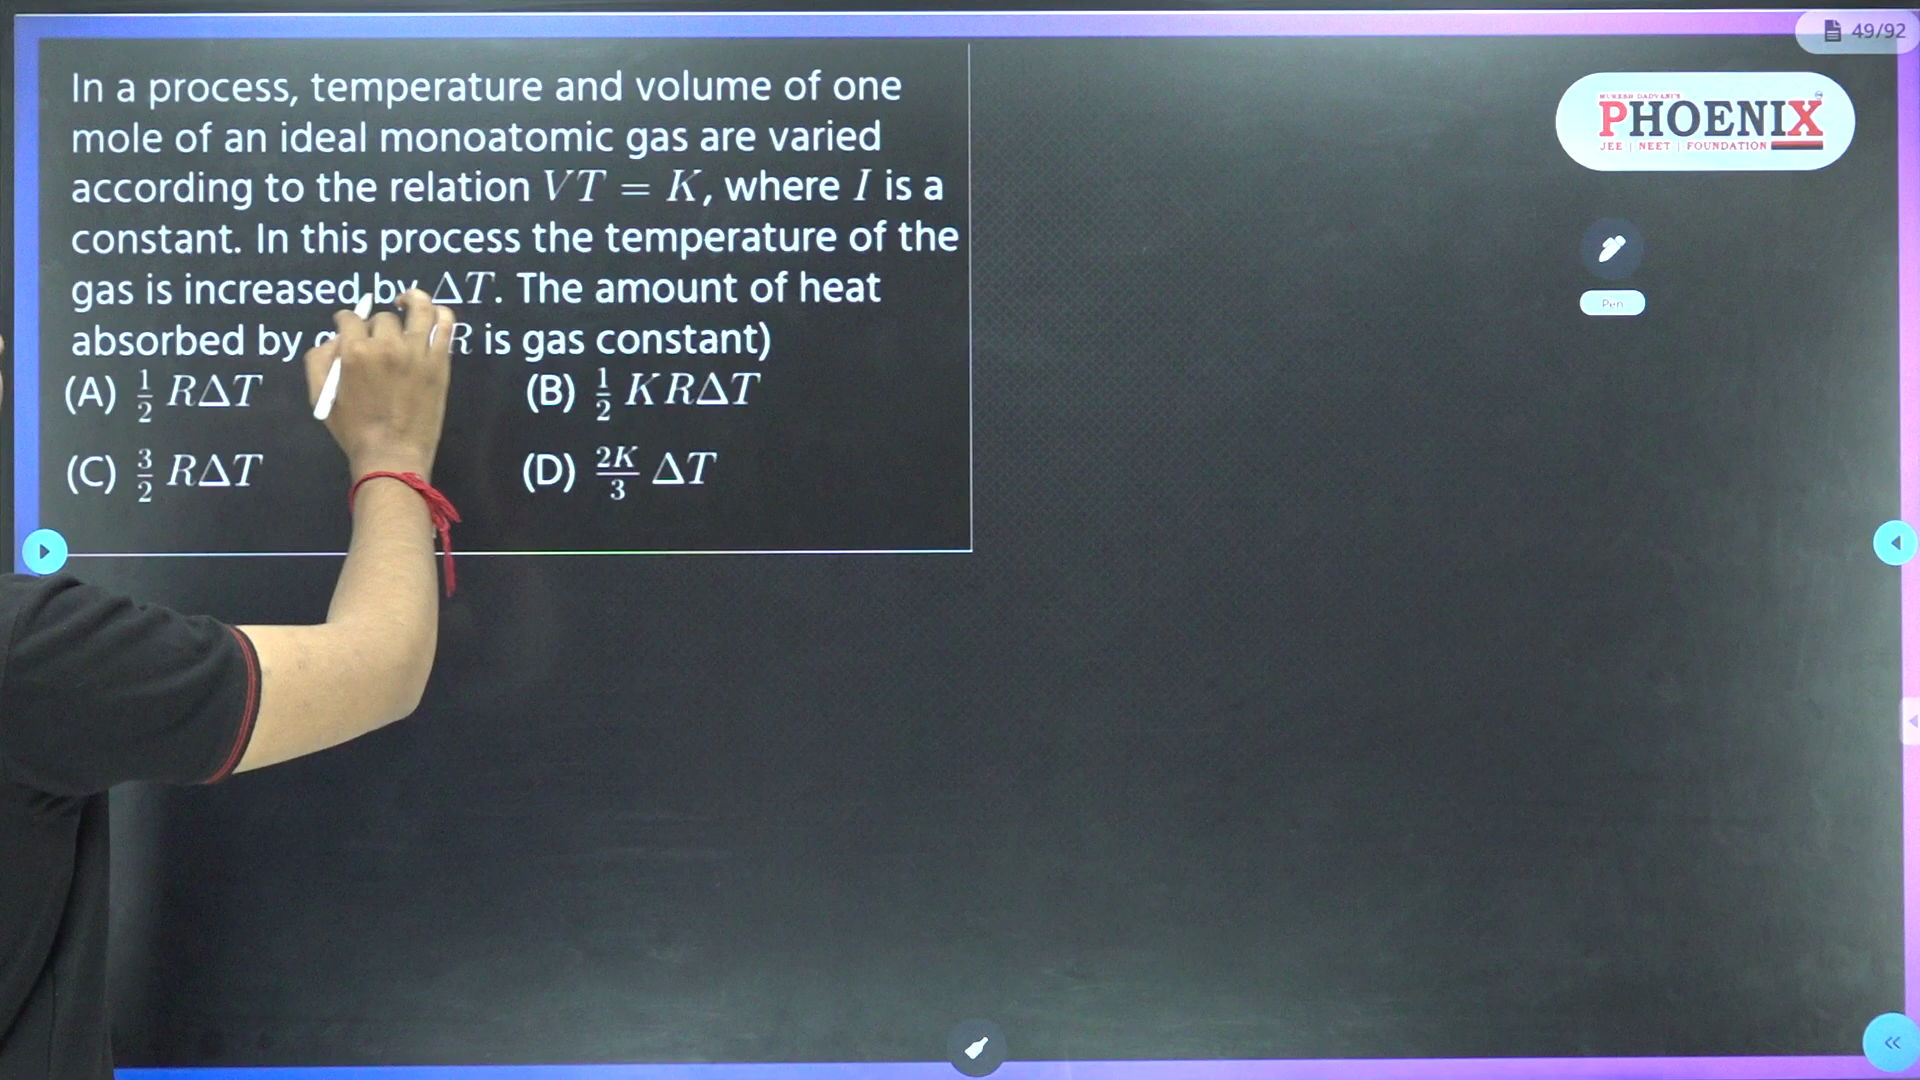 49/92
In a process, temperature and volume of one
mole of an ideal monoatomic gas are varied
according to the relation VT = K, where I is a
constant. In this process the temperature of the
gas is increased by ΔT. The amount of heat
absorbed by R is gas constant)
(A) 1/2 RΔT (B) 1/2 KRΔT
(C) 3/2 RΔT (D) 2K/3 ΔT
MUKESH DADVANI'S
PHOENIX
JEE | NEET | FOUNDATION
Pen